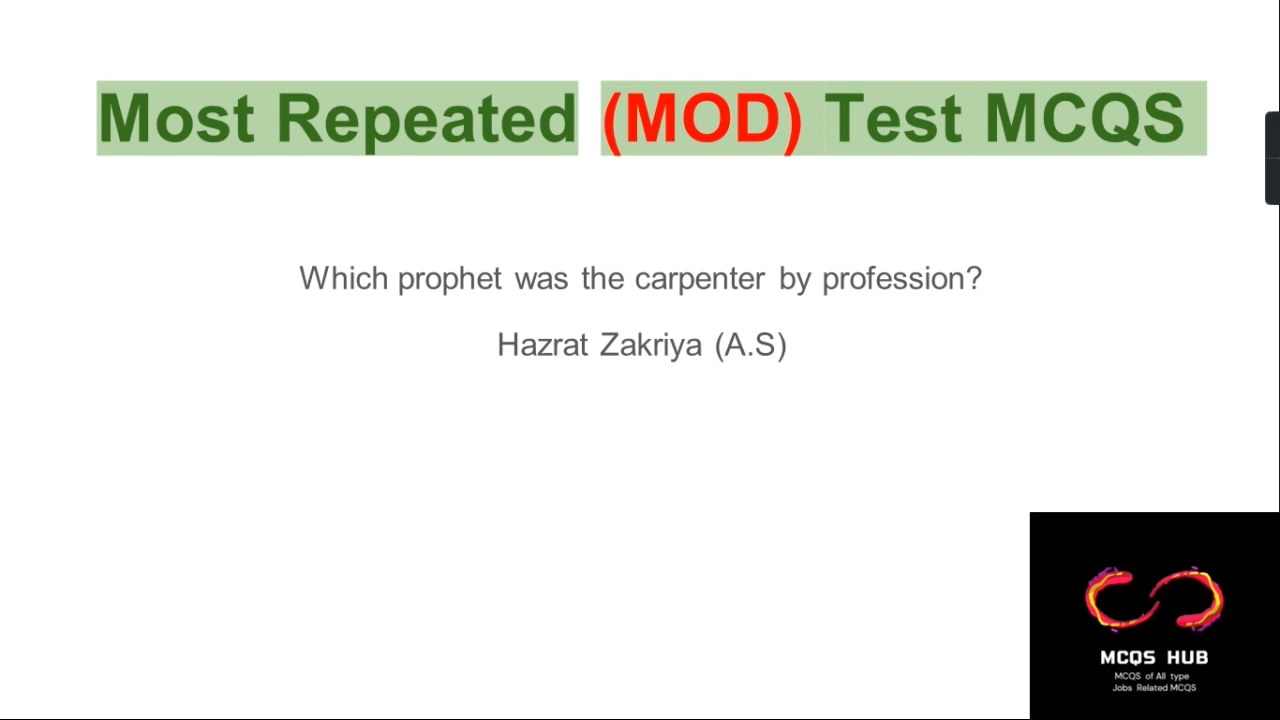 Most Repeated (MOD) Test MCQS
Which prophet was the carpenter by profession?
Hazrat Zakriya (A.S)
MCQS HUB
MCQS of All type
Jobs Related MCQS